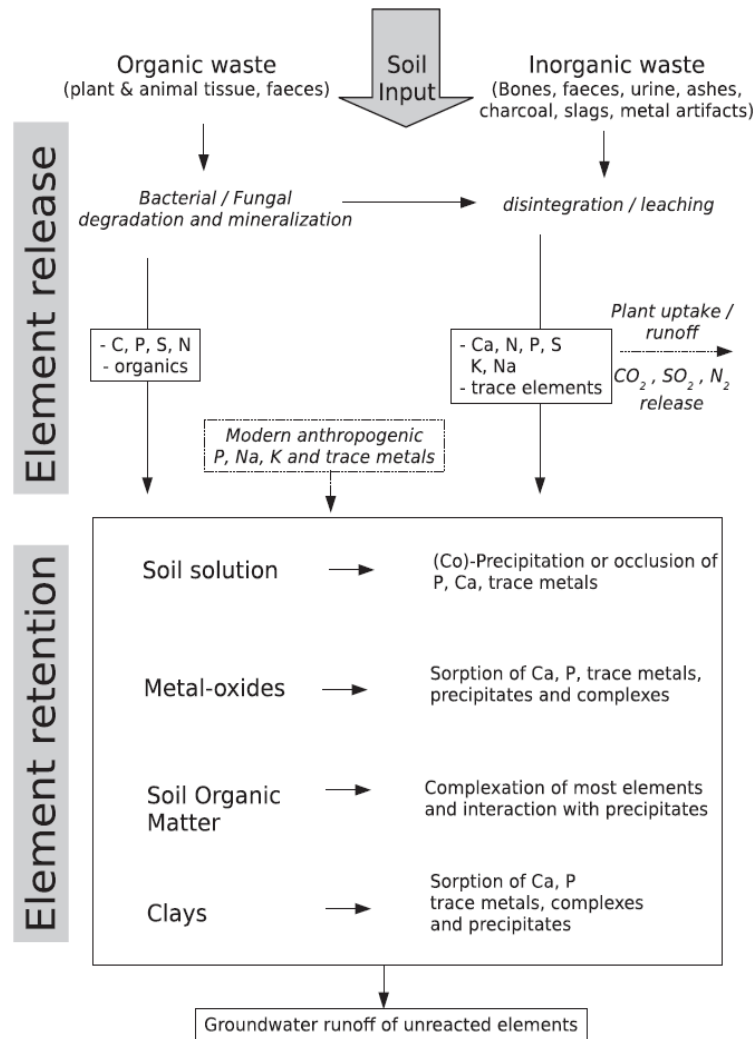 Organic waste
(plant & animal tissue, faeces)
Soil
Input
Inorganic waste
(Bones, faeces, urine, ashes,
charcoal, slags, metal artifacts)
Element release
Bacterial / Fungal
degradation and mineralization
disintegration / leaching
- C, P, S, N
- organics
- Ca, N, P, S
K, Na
- trace elements
Plant uptake /
runoff
CO2 , SO2 , N2
release
Modern anthropogenic
P, Na, K and trace metals
Element retention
Soil solution
(Co)-Precipitation or occlusion of
P, Ca, trace metals
Metal-oxides
Sorption of Ca, P, trace metals,
precipitates and complexes
Soil Organic
Matter
Complexation of most elements
and interaction with precipitates
Clays
Sorption of Ca, P
trace metals, complexes
and precipitates
Groundwater runoff of unreacted elements